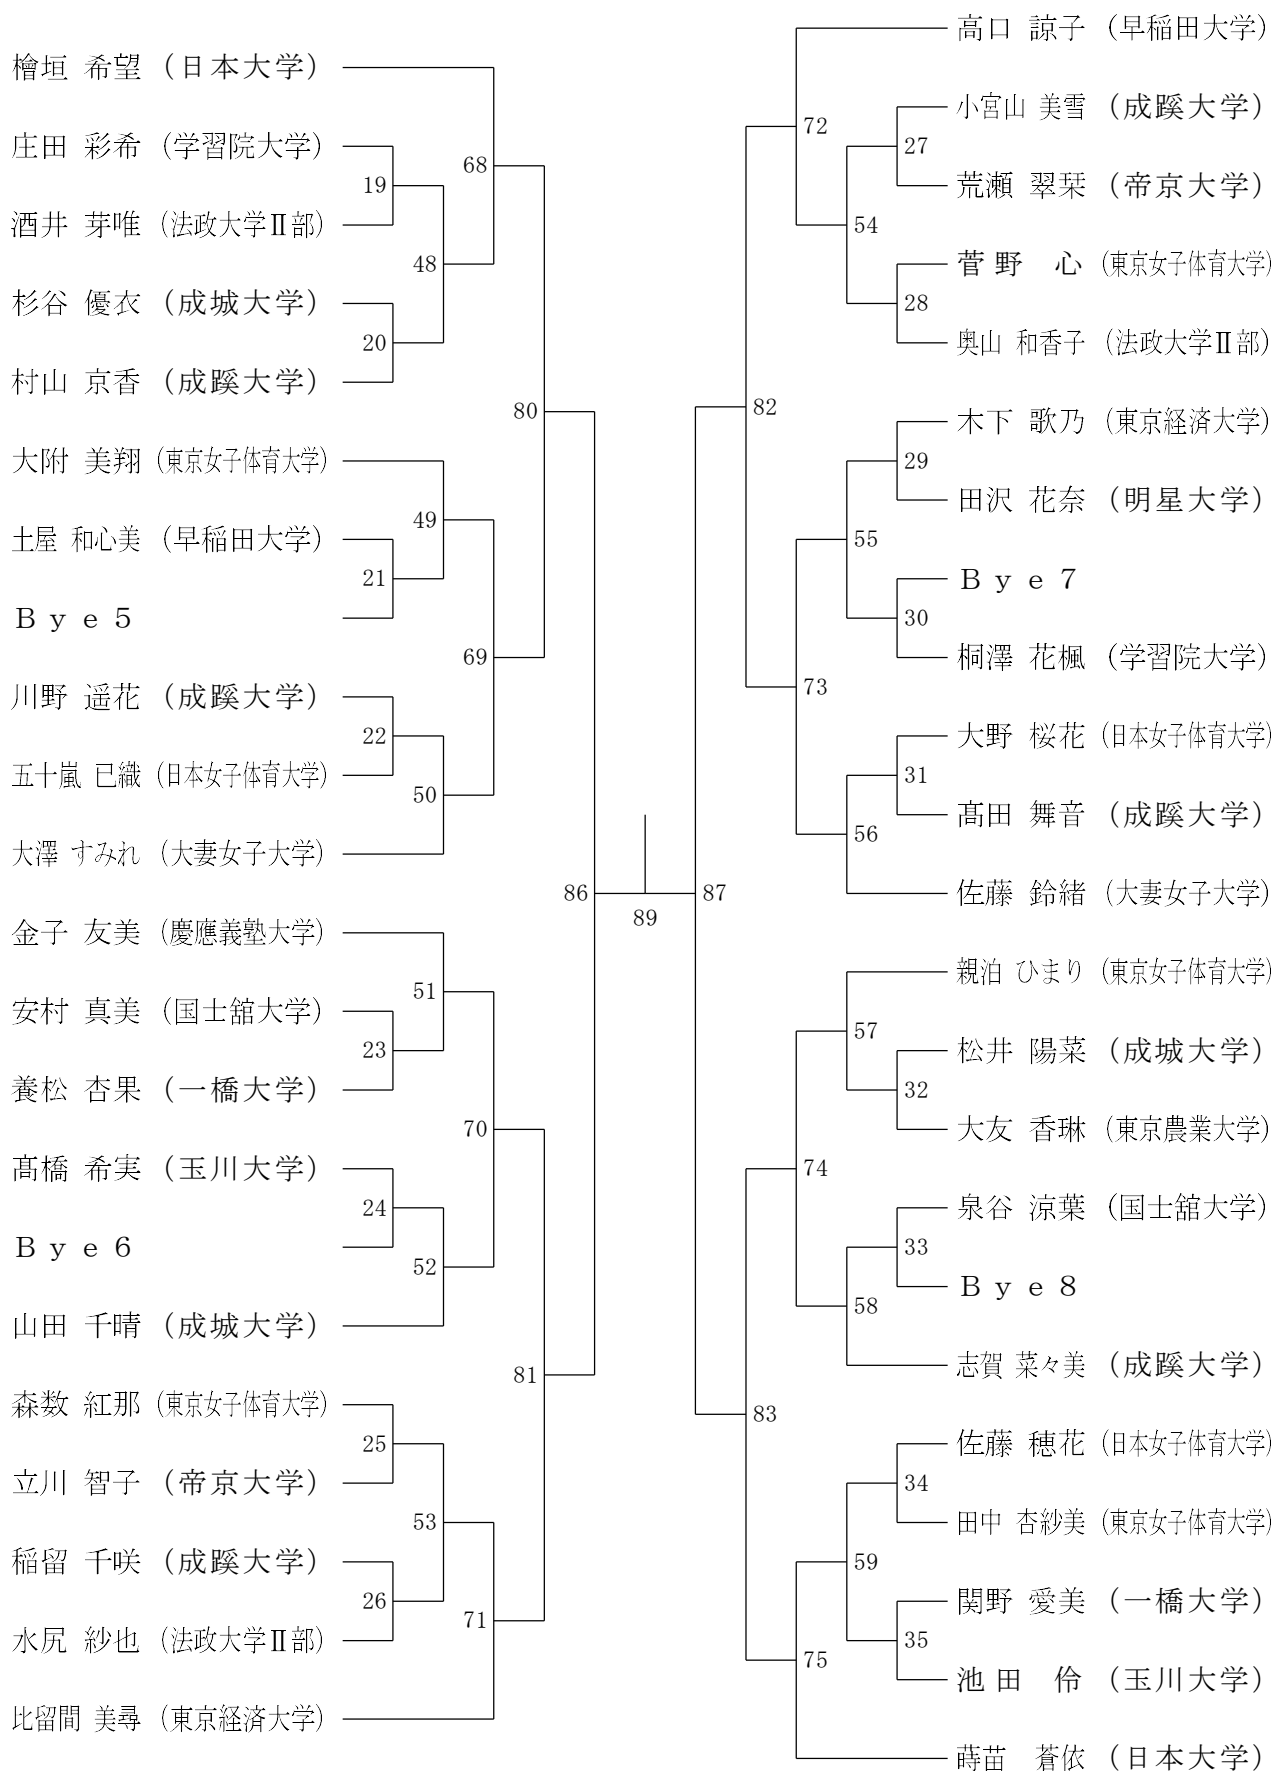 檜垣 希望 （日本大学）
庄田 彩希 （学習院大学）
酒井 芽唯 （法政大学Ⅱ部）
杉谷 優衣 （成城大学）
村山 京香 （成蹊大学）
大附 美翔 （東京女子体育大学）
土屋 和心美 （早稲田大学）
Ｂｙｅ５
川野 遥花 （成蹊大学）
五十嵐 已織 （日本女子体育大学）
大澤 すみれ （大妻女子大学）
金子 友美 （慶應義塾大学）
安村 真美 （国士舘大学）
養松 杏果 （一橋大学）
髙橋 希実 （玉川大学）
Ｂｙｅ６
山田 千晴 （成城大学）
森数 紅那 （東京女子体育大学）
立川 智子 （帝京大学）
稲留 千咲 （成蹊大学）
水尻 紗也 （法政大学Ⅱ部）
比留間 美尋 （東京経済大学）
19
20
21
22
23
24
25
26
48
49
50
51
52
53
68
69
70
71
80
81
86
89
87
82
83
72
73
74
75
54
55
56
57
58
59
27
28
29
30
31
32
33
34
35
高口 諒子 （早稲田大学）
小宮山 美雪 （成蹊大学）
荒瀬 翠栞 （帝京大学）
菅野　心 （東京女子体育大学）
奥山 和香子 （法政大学Ⅱ部）
木下 歌乃 （東京経済大学）
田沢 花奈 （明星大学）
Ｂｙｅ７
桐澤 花楓 （学習院大学）
大野 桜花 （日本女子体育大学）
髙田 舞音 （成蹊大学）
佐藤 鈴緒 （大妻女子大学）
親泊 ひまり （東京女子体育大学）
松井 陽菜 （成城大学）
大友 香琳 （東京農業大学）
泉谷 涼葉 （国士舘大学）
Ｂｙｅ８
志賀 菜々美 （成蹊大学）
佐藤 穂花 （日本女子体育大学）
田中 杏紗美 （東京女子体育大学）
関野 愛美 （一橋大学）
池田　伶 （玉川大学）
蒔苗　蒼依 （日本大学）